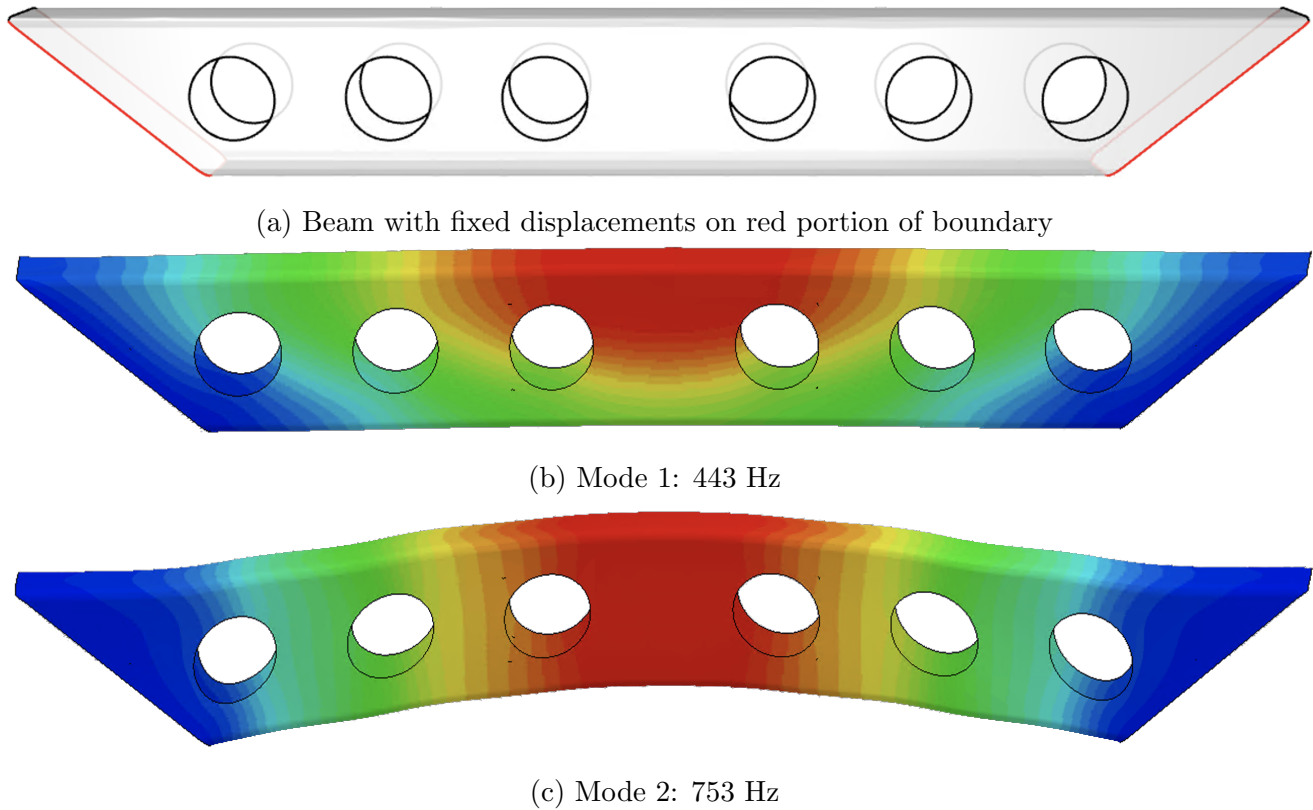 (a) Beam with fixed displacements on red portion of boundary
(b) Mode 1: 443 Hz
(c) Mode 2: 753 Hz